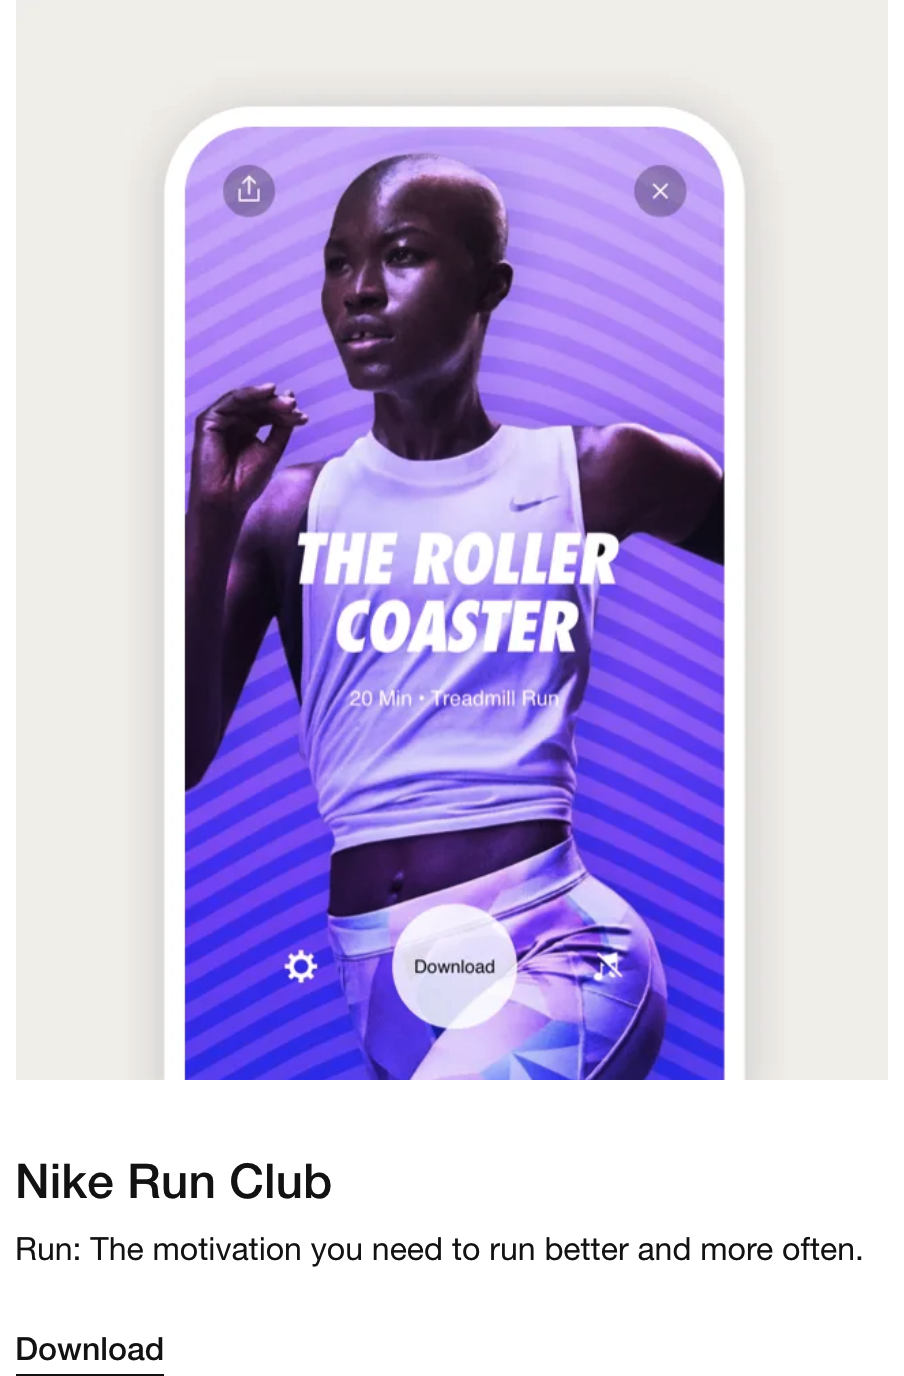 THE ROLLER
COASTER
20 Min • Treadmill Run
Download
Nike Run Club
Run: The motivation you need to run better and more often.
Download